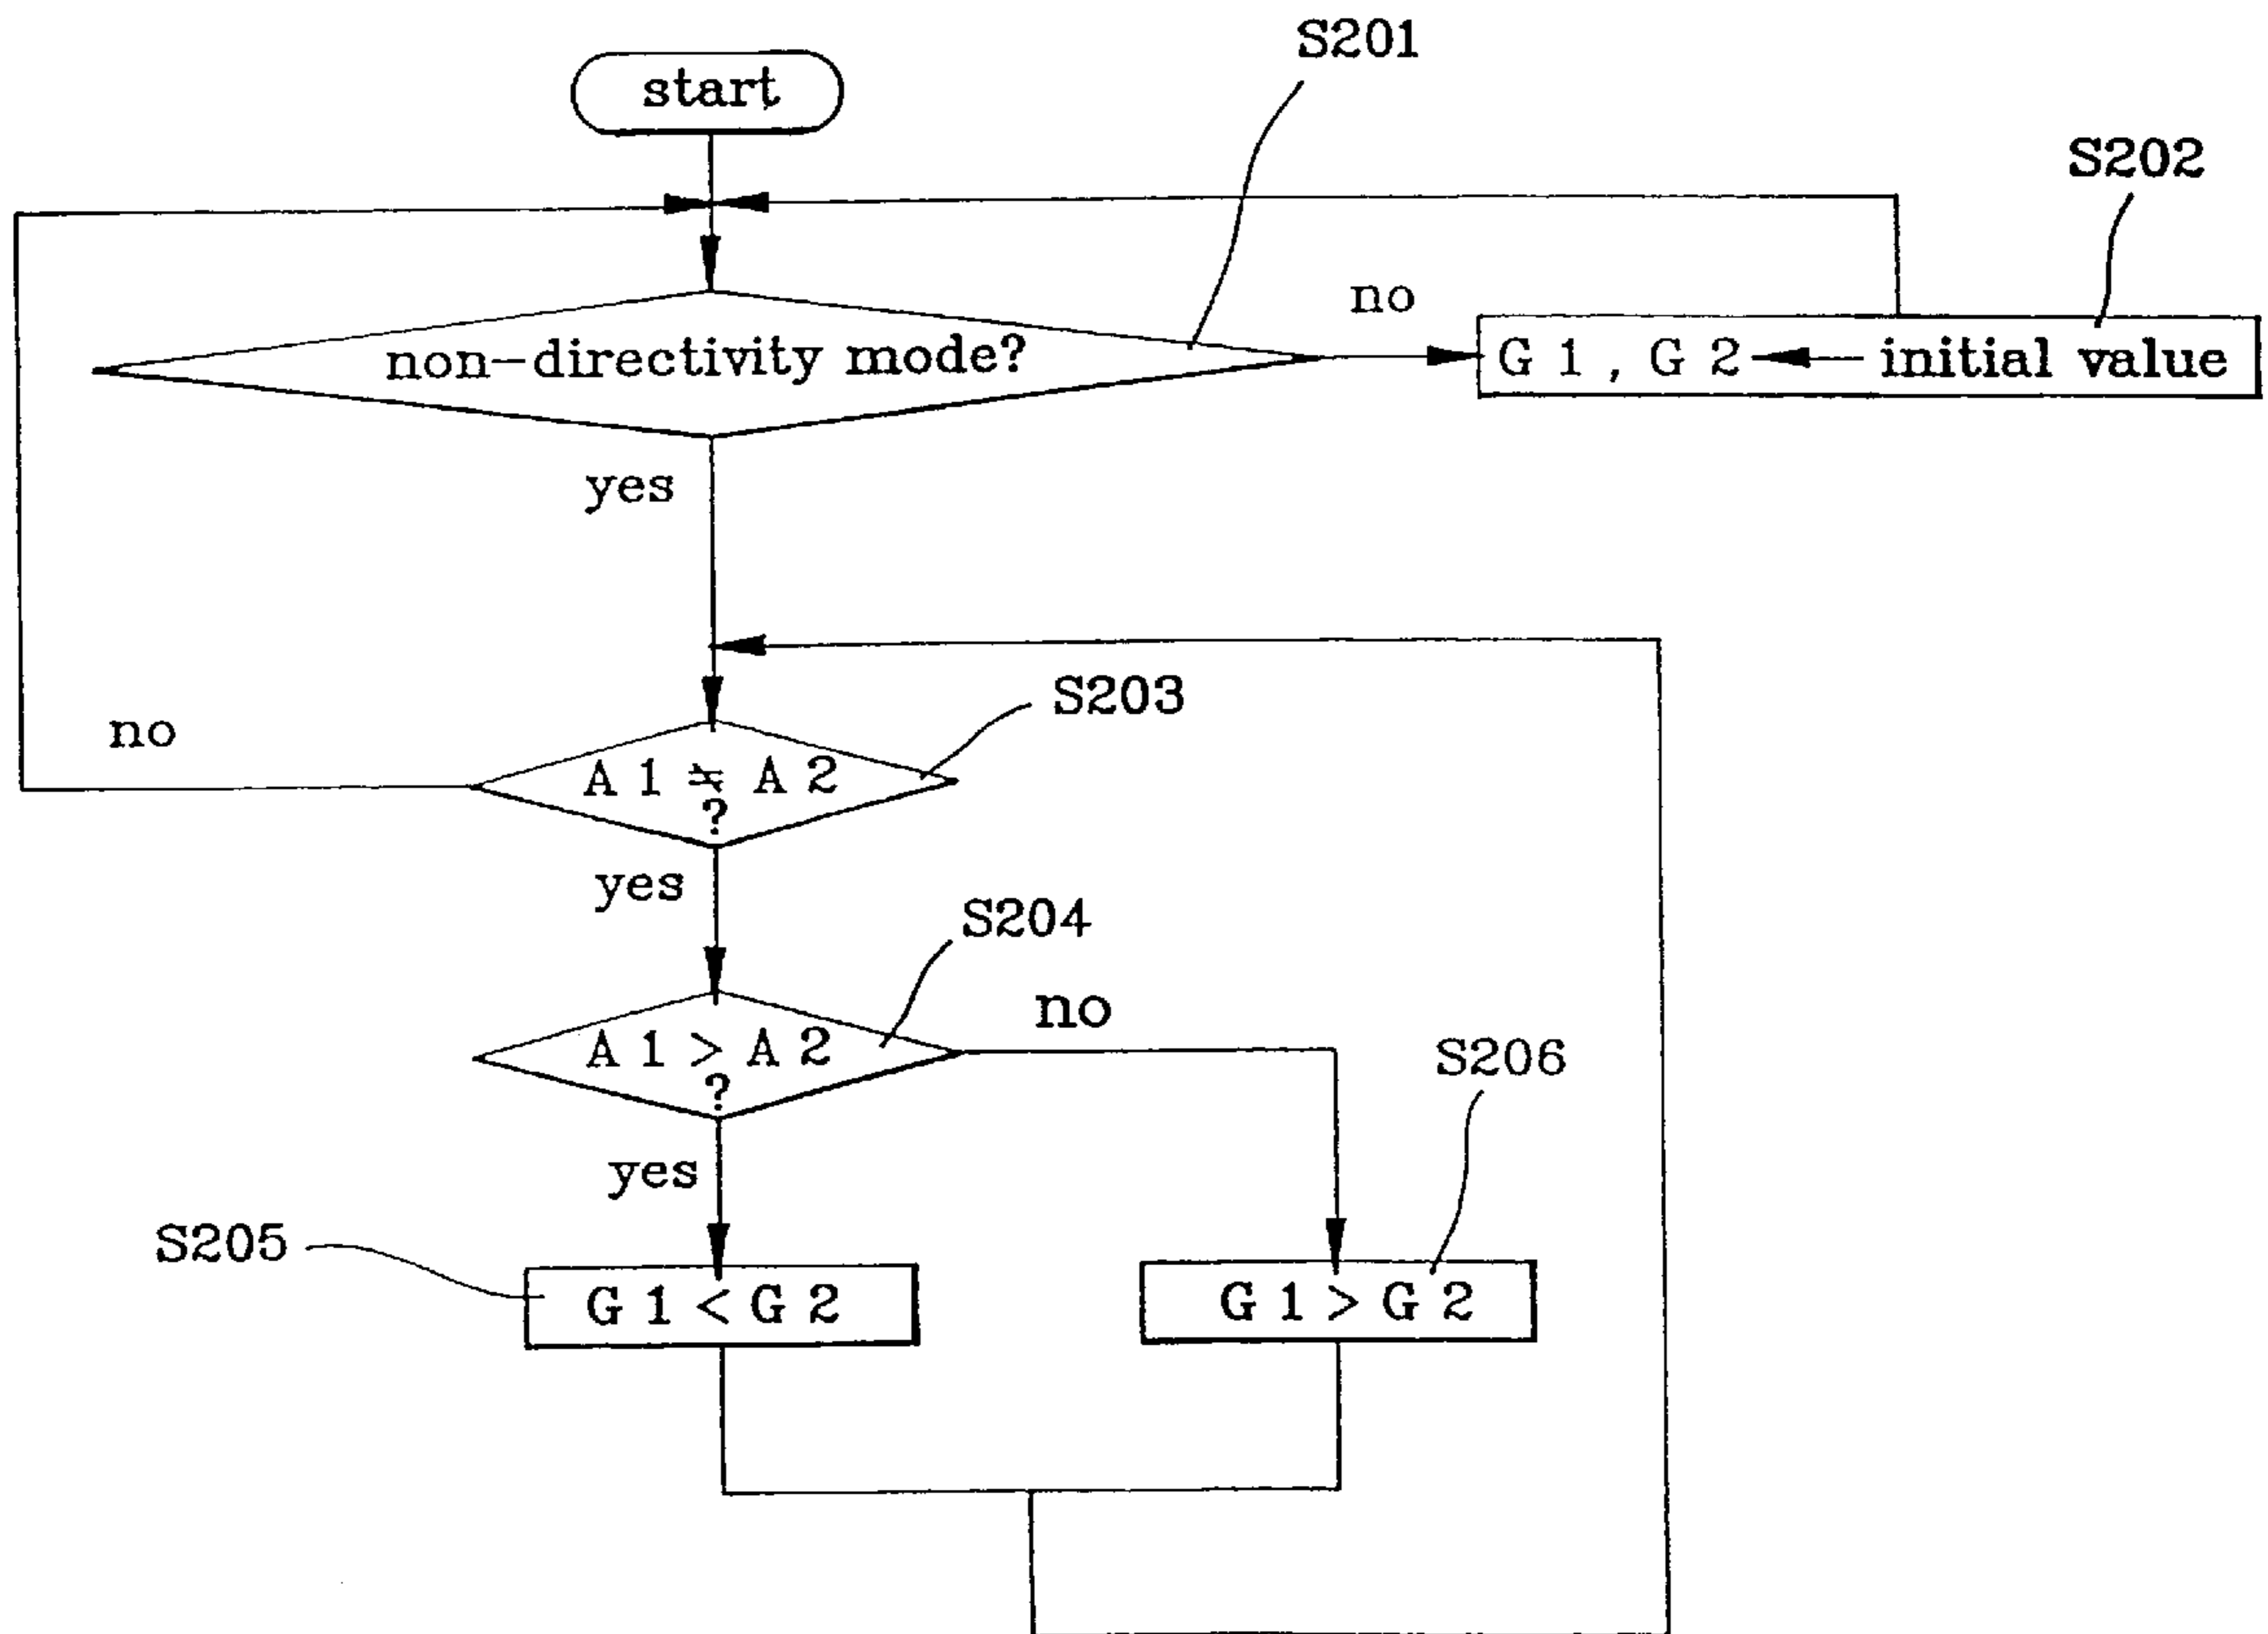 S201
start
S202
no
non-directivity mode?
G 1 , G 2 ← initial value
yes
S203
no
A 1 ≠ A 2
?
yes
S204
no
A 1 > A 2
?
S206
yes
S205
G 1 < G 2
G 1 > G 2